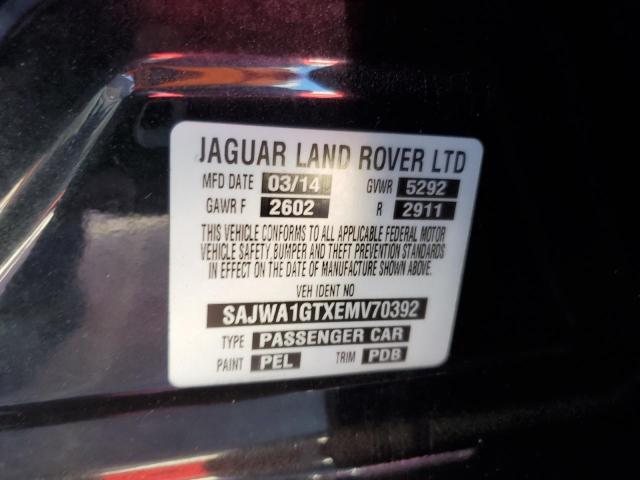 JAGUAR LAND ROVER LTD
MFD DATE 03/14 GVWR 5292
GAWR F 2602 R 2911
THIS VEHICLE CONFORMS TO ALL APPLICABLE FEDERAL MOTOR
VEHICLE SAFETY, BUMPER AND THEFT PREVENTION STANDARDS
IN EFFECT ON THE DATE OF MANUFACTURE SHOWN ABOVE.
VEH IDENT NO
SAJWA1GTXEMV70392
TYPE PASSENGER CAR
PAINT PEL TRIM PDB